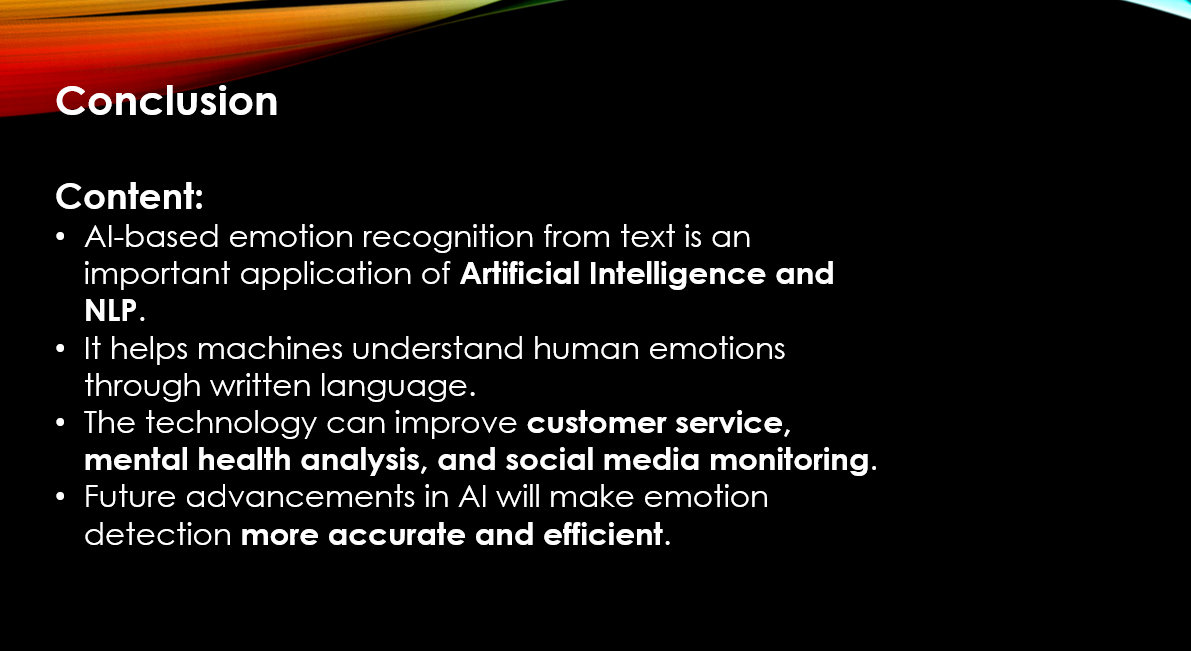 Conclusion
Content:
• AI-based emotion recognition from text is an
important application of Artificial Intelligence and
NLP.
• It helps machines understand human emotions
through written language.
• The technology can improve customer service,
mental health analysis, and social media monitoring.
• Future advancements in AI will make emotion
detection more accurate and efficient.